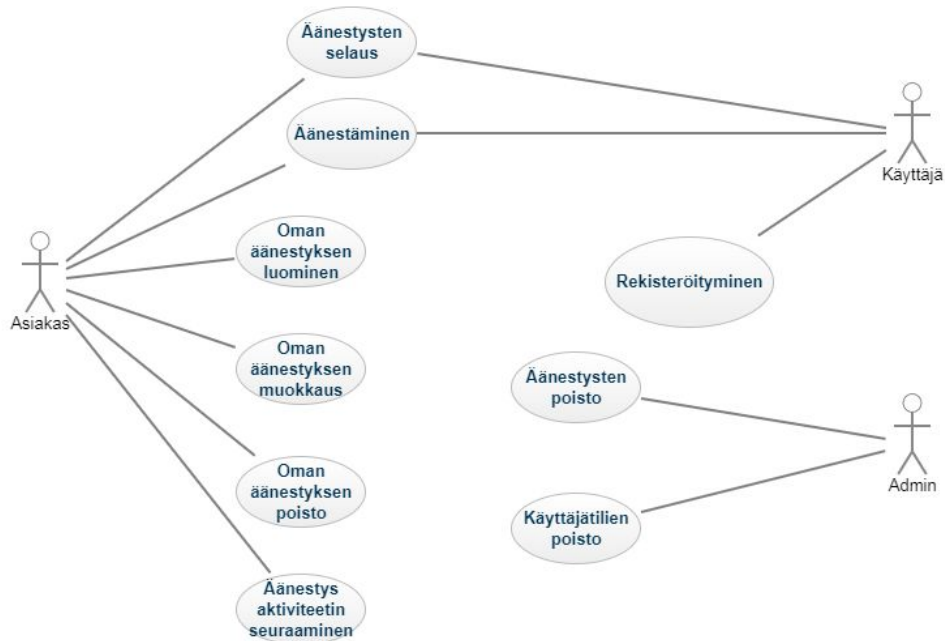 Äänestysten
selaus
Äänestäminen
Käyttäjä
Oman
äänestyksen
luominen
Rekisteröityminen
Asiakas
Oman
äänestyksen
muokkaus
Äänestysten
poisto
Admin
Oman
äänestyksen
poisto
Käyttäjätilien
poisto
Äänestys
aktiviteetin
seuraaminen